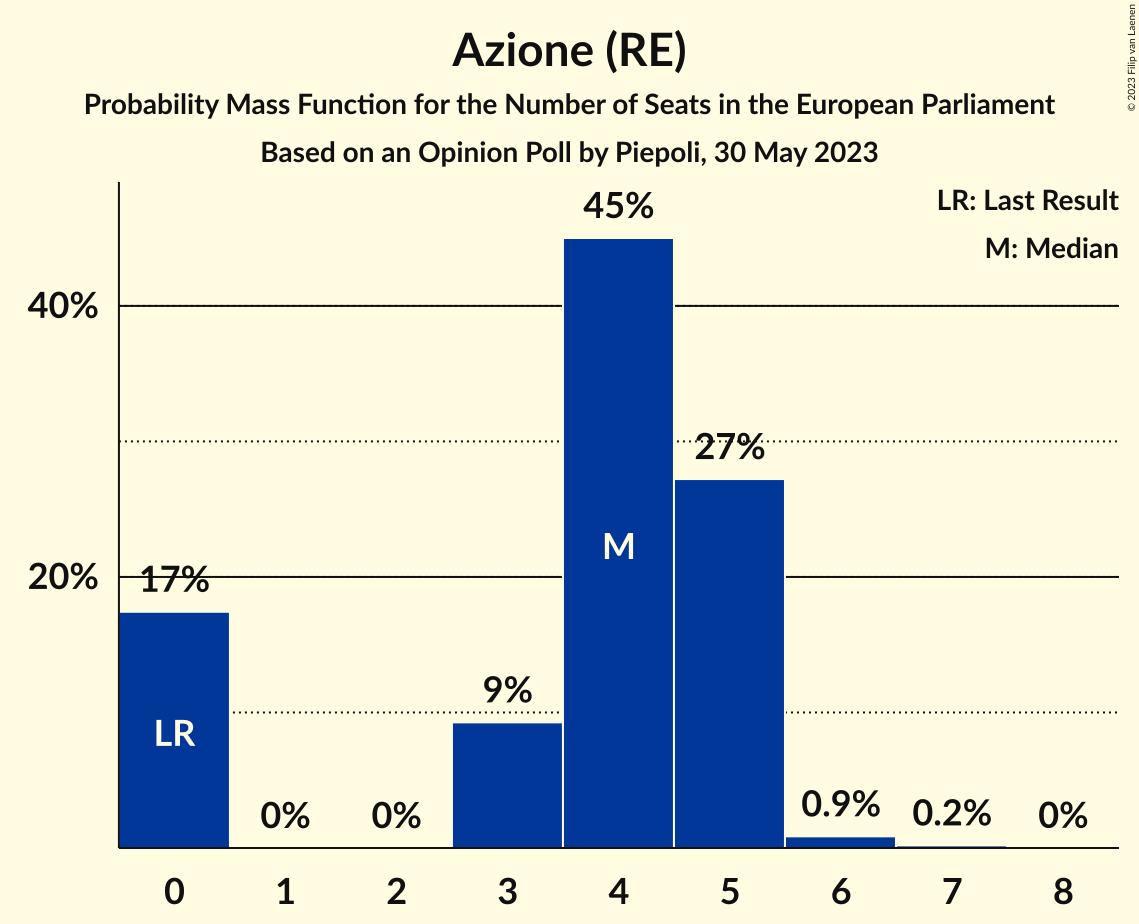 Azione (RE)
Probability Mass Function for the Number of Seats in the European Parliament
Based on an Opinion Poll by Piepoli, 30 May 2023
© 2023 Filip van Laenen
LR: Last Result
M: Median
45%
40%
27%
M
20%
17%
9%
LR
0%
0%
0.9%
0.2%
0%
0 1 2 3 4 5 6 7 8